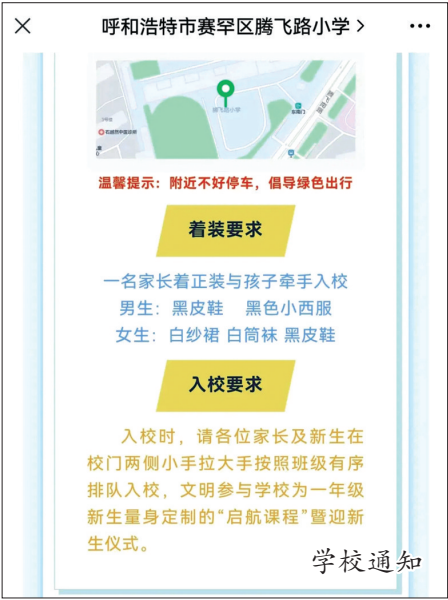 呼和浩特市赛罕区腾飞路小学
温馨提示：附近不好停车，倡导绿色出行
着装要求
一名家长着正装与孩子牵手入校
男生：黑皮鞋 黑色小西服
女生：白纱裙 白筒袜 黑皮鞋
入校要求
入校时，请各位家长及新生在
校门两侧小手拉大手按照班级有序
排队入校，文明参与学校为一年级
新生量身定制的“启航课程”暨迎新
生仪式。
学校通知